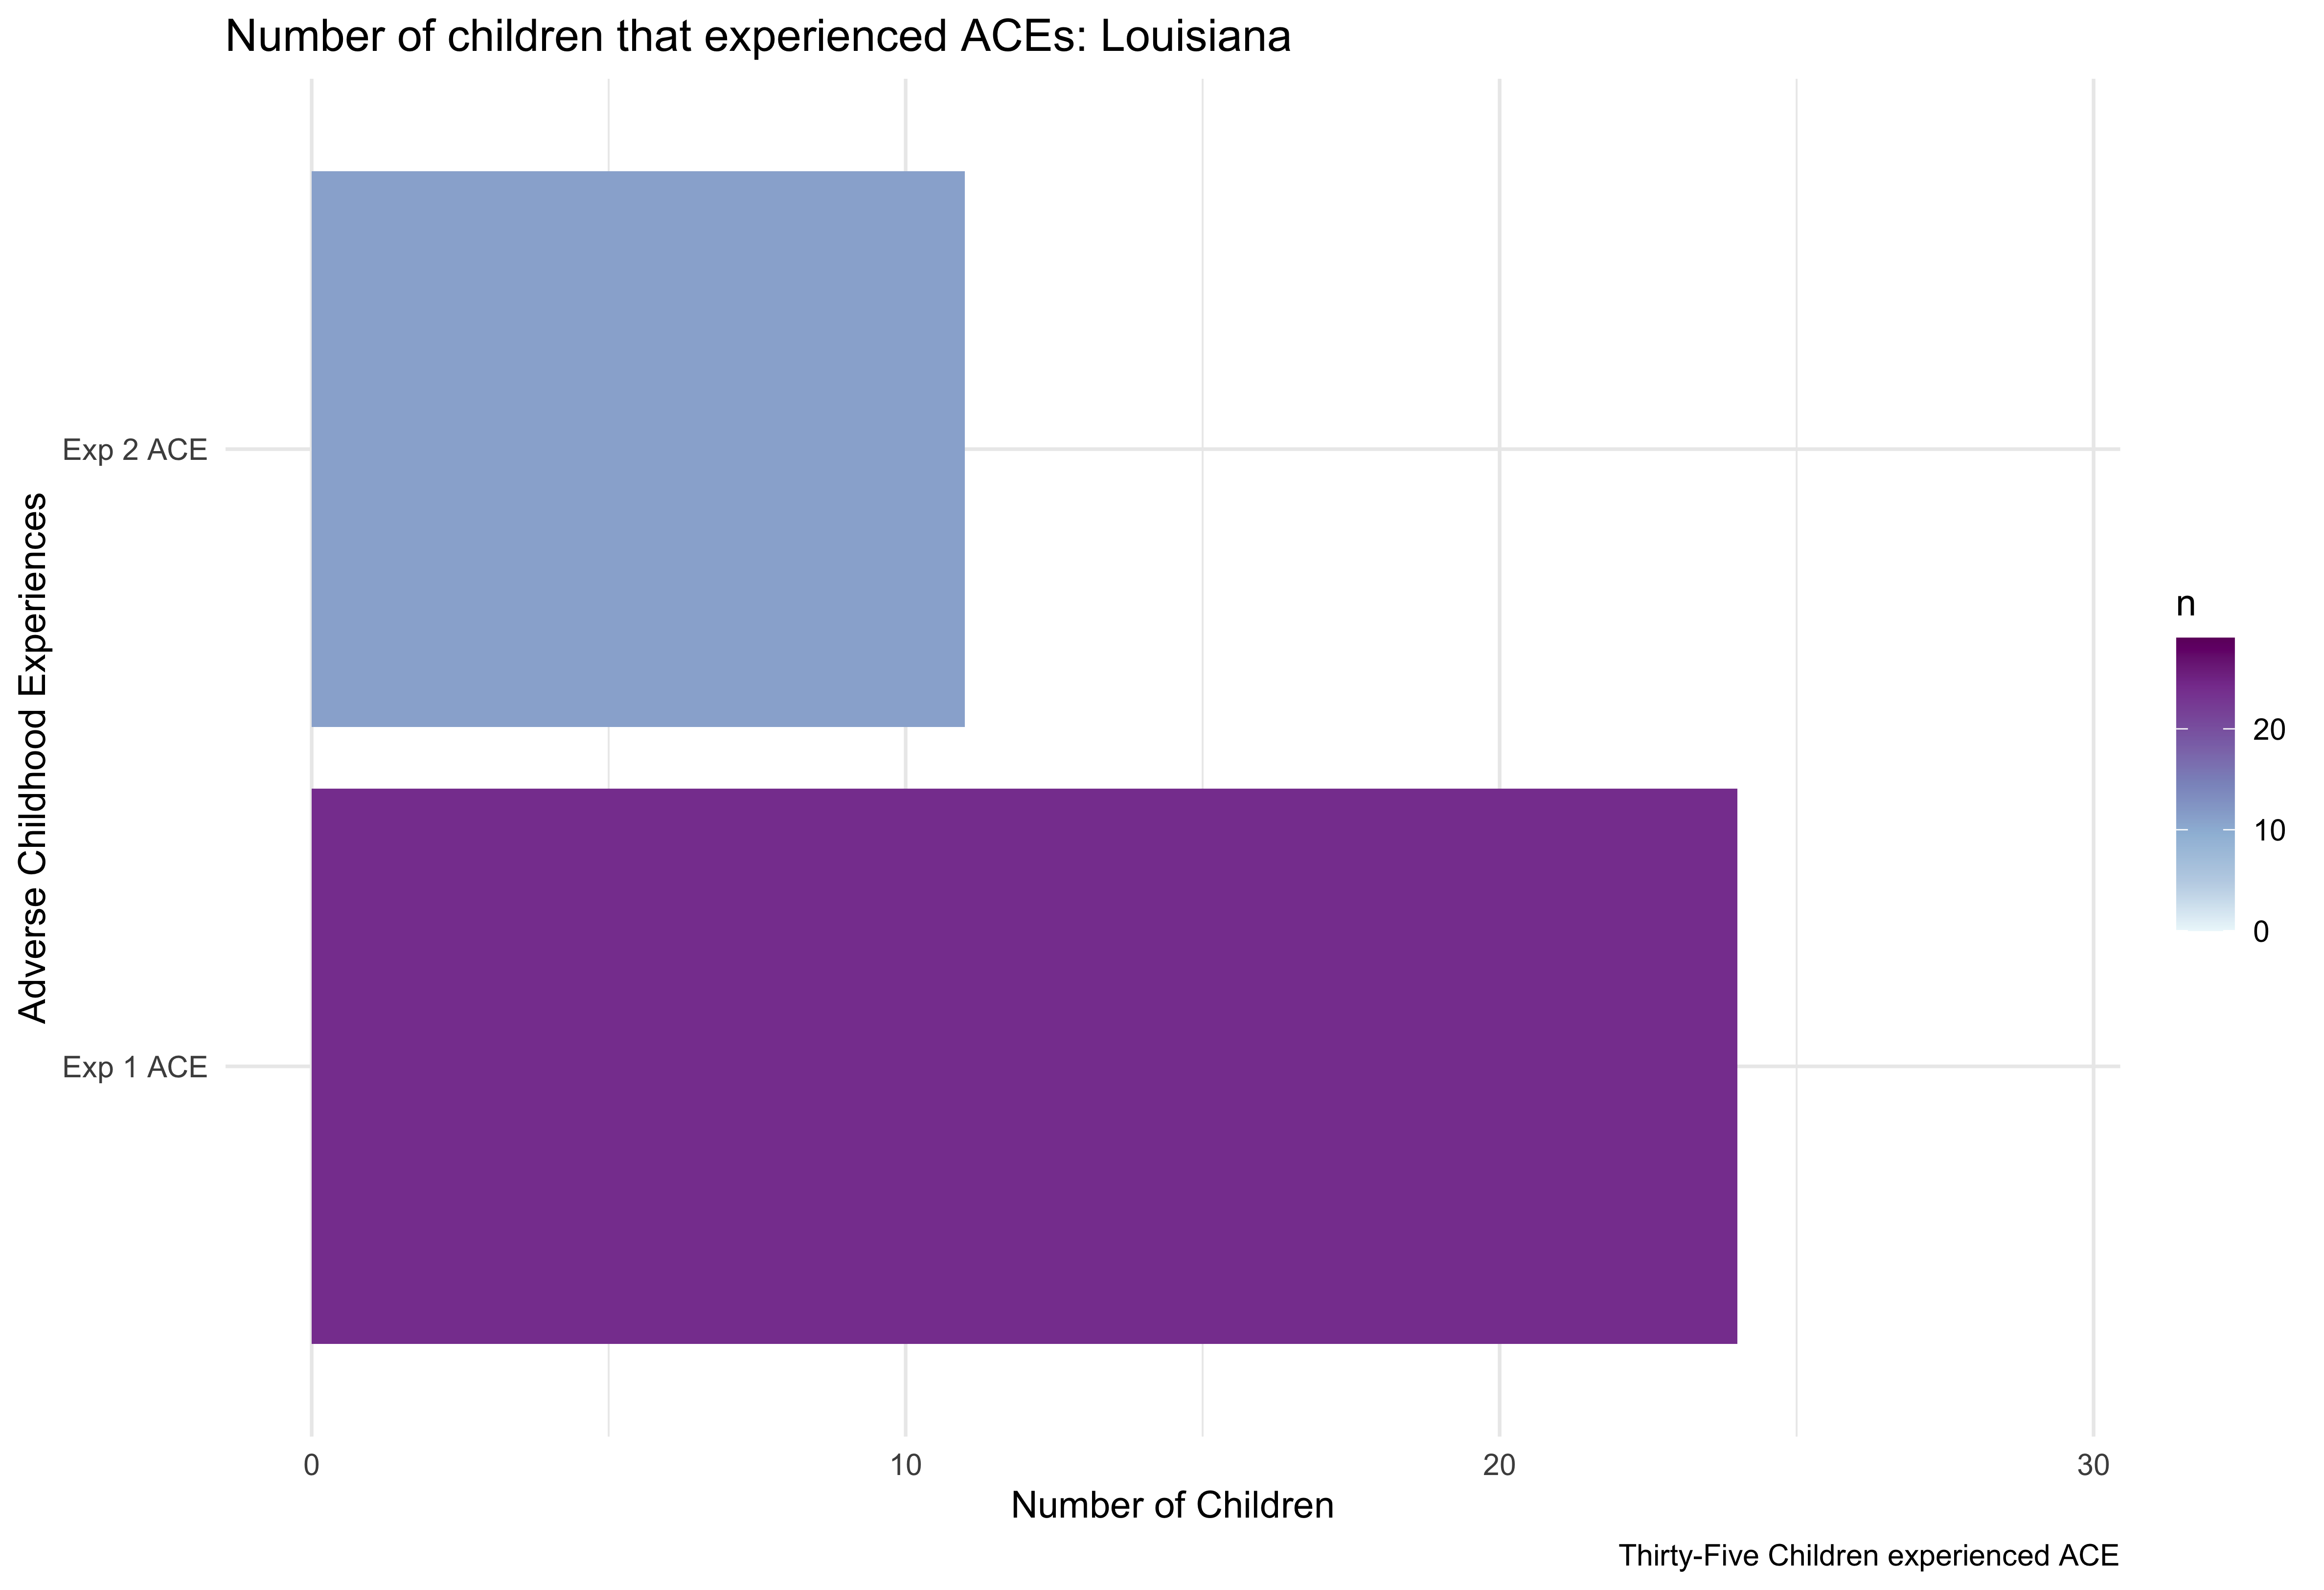 Number of children that experienced ACEs: Louisiana
Adverse Childhood Experiences
Exp 2 ACE
Exp 1 ACE
n
20
10
0
0
10
20
30
Number of Children
Thirty-Five Children experienced ACE